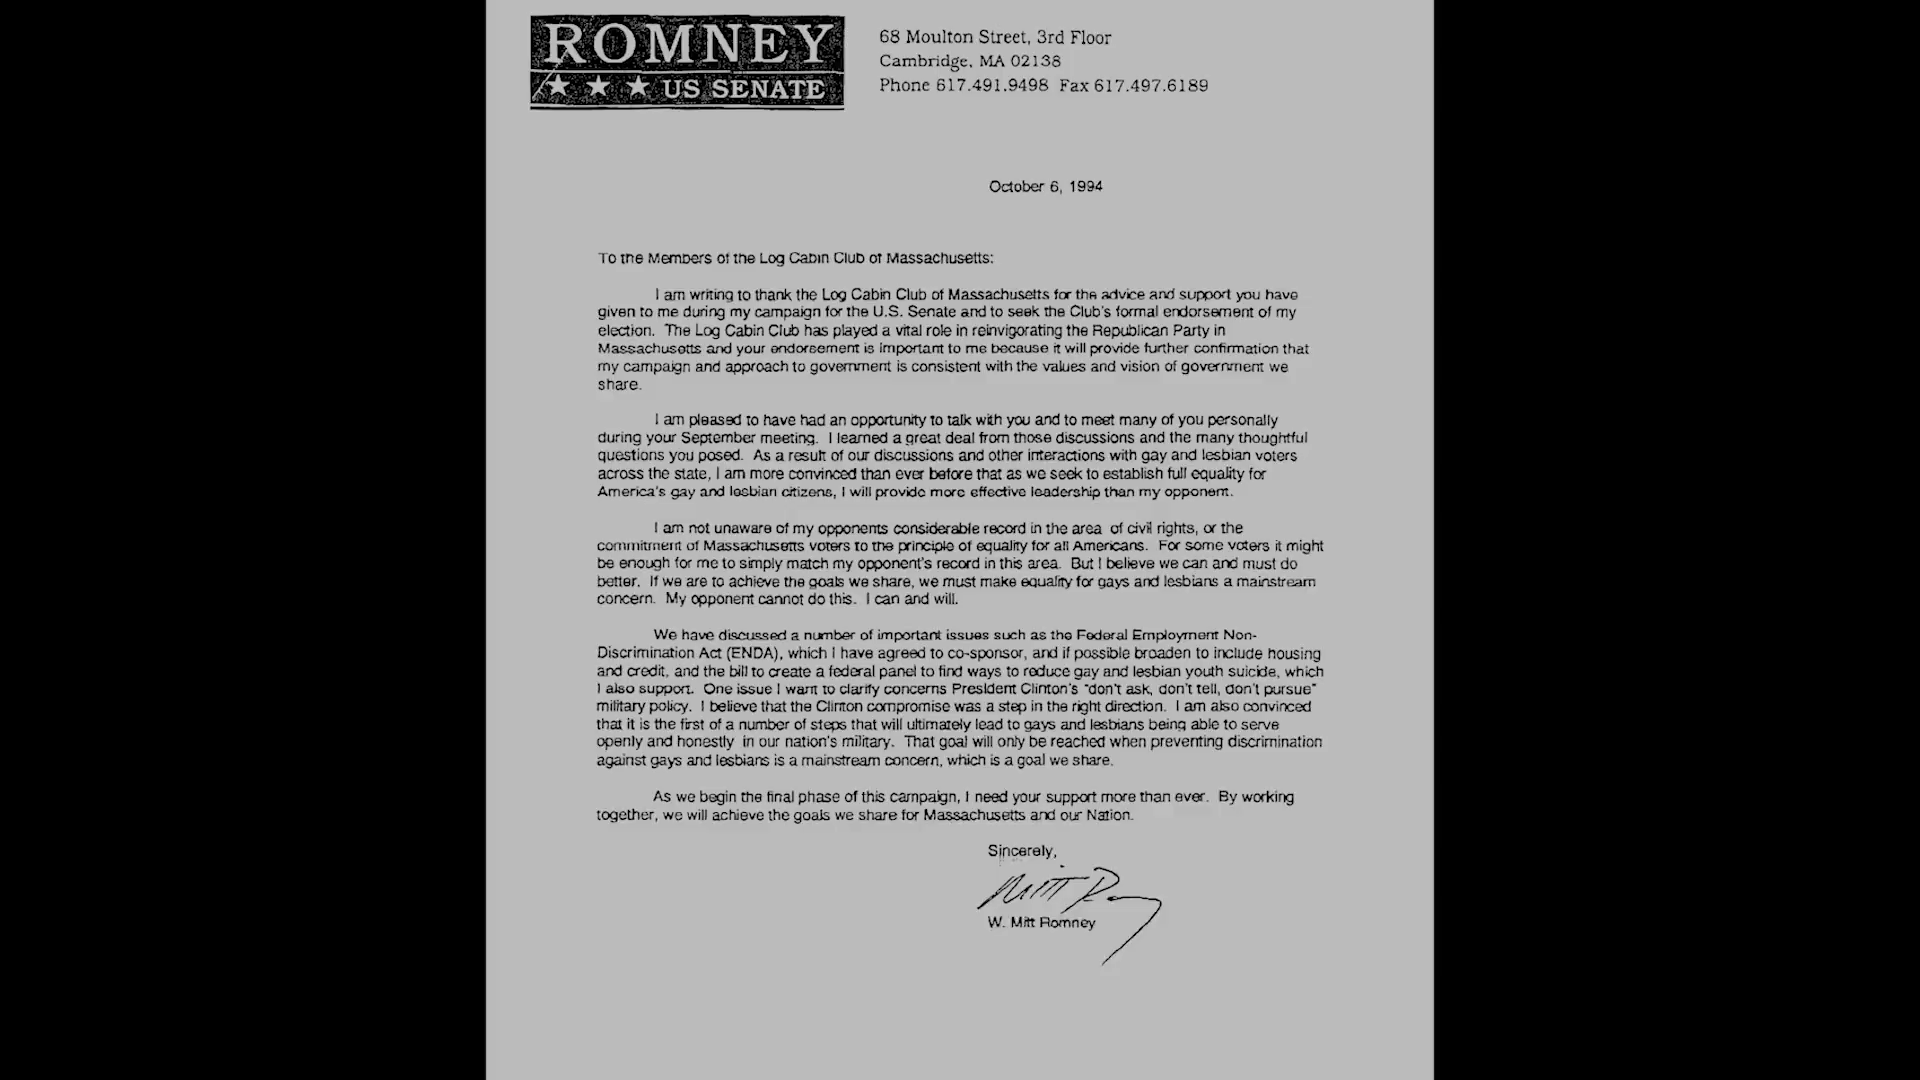 ROMNEY
US SENATE
68 Moulton Street, 3rd Floor
Cambridge, MA 02138
Phone 617.491.9498 Fax 617.497.6189
October 6, 1994
To the Members of the Log Cabin Club of Massachusetts:
I am writing to thank the Log Cabin Club of Massachusetts for the advice and support you have
given to me during my campaign for the U.S. Senate and to seek the Club's formal endorsement of my
election. The Log Cabin Club has played a vital role in reinvigorating the Republican Party in
Massachusetts and your endorsement is important to me because it will provide further confirmation that
my campaign and approach to government is consistent with the values and vision of government we
share.
I am pleased to have had an opportunity to talk with you and to meet many of you personally
during your September meeting. I learned a great deal from those discussions and the many thoughtful
questions you posed. As a result of our discussions and other interactions with gay and lesbian voters
across the state, I am more convinced than ever before that as we seek to establish full equality for
America's gay and lesbian citizens, I will provide more effective leadership than my opponent.
I am not unaware of my opponents considerable record in the area of civil rights, or the
commitment of Massachusetts voters to the principle of equality for all Americans. For some voters it might
be enough for me to simply match my opponent's record in this area. But I believe we can and must do
better. If we are to achieve the goals we share, we must make equality for gays and lesbians a mainstream
concern. My opponent cannot do this. I can and will.
We have discussed a number of important issues such as the Federal Employment Non-
Discrimination Act (ENDA), which I have agreed to co-sponsor, and if possible broaden to include housing
and credit, and the bill to create a federal panel to find ways to reduce gay and lesbian youth suicide, which
I also support. One issue I want to clarify concerns President Clinton's "don't ask, don't tell, don't pursue"
military policy. I believe that the Clinton compromise was a step in the right direction. I am also convinced
that it is the first of a number of steps that will ultimately lead to gays and lesbians being able to serve
openly and honestly in our nation's military. That goal will only be reached when preventing discrimination
against gays and lesbians is a mainstream concern, which is a goal we share.
As we begin the final phase of this campaign, I need your support more than ever. By working
together, we will achieve the goals we share for Massachusetts and our Nation.
Sincerely,
Mitt Romney
W. Mitt Romney